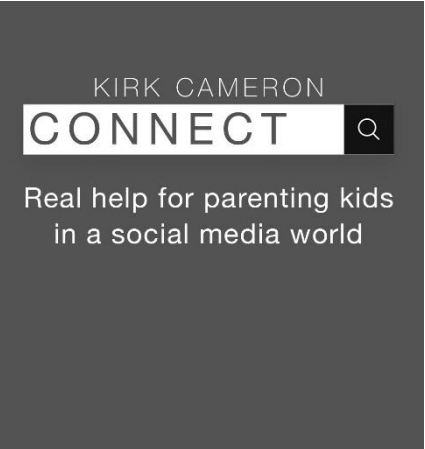 KIRK CAMERON
CONNECT
Real help for parenting kids
in a social media world